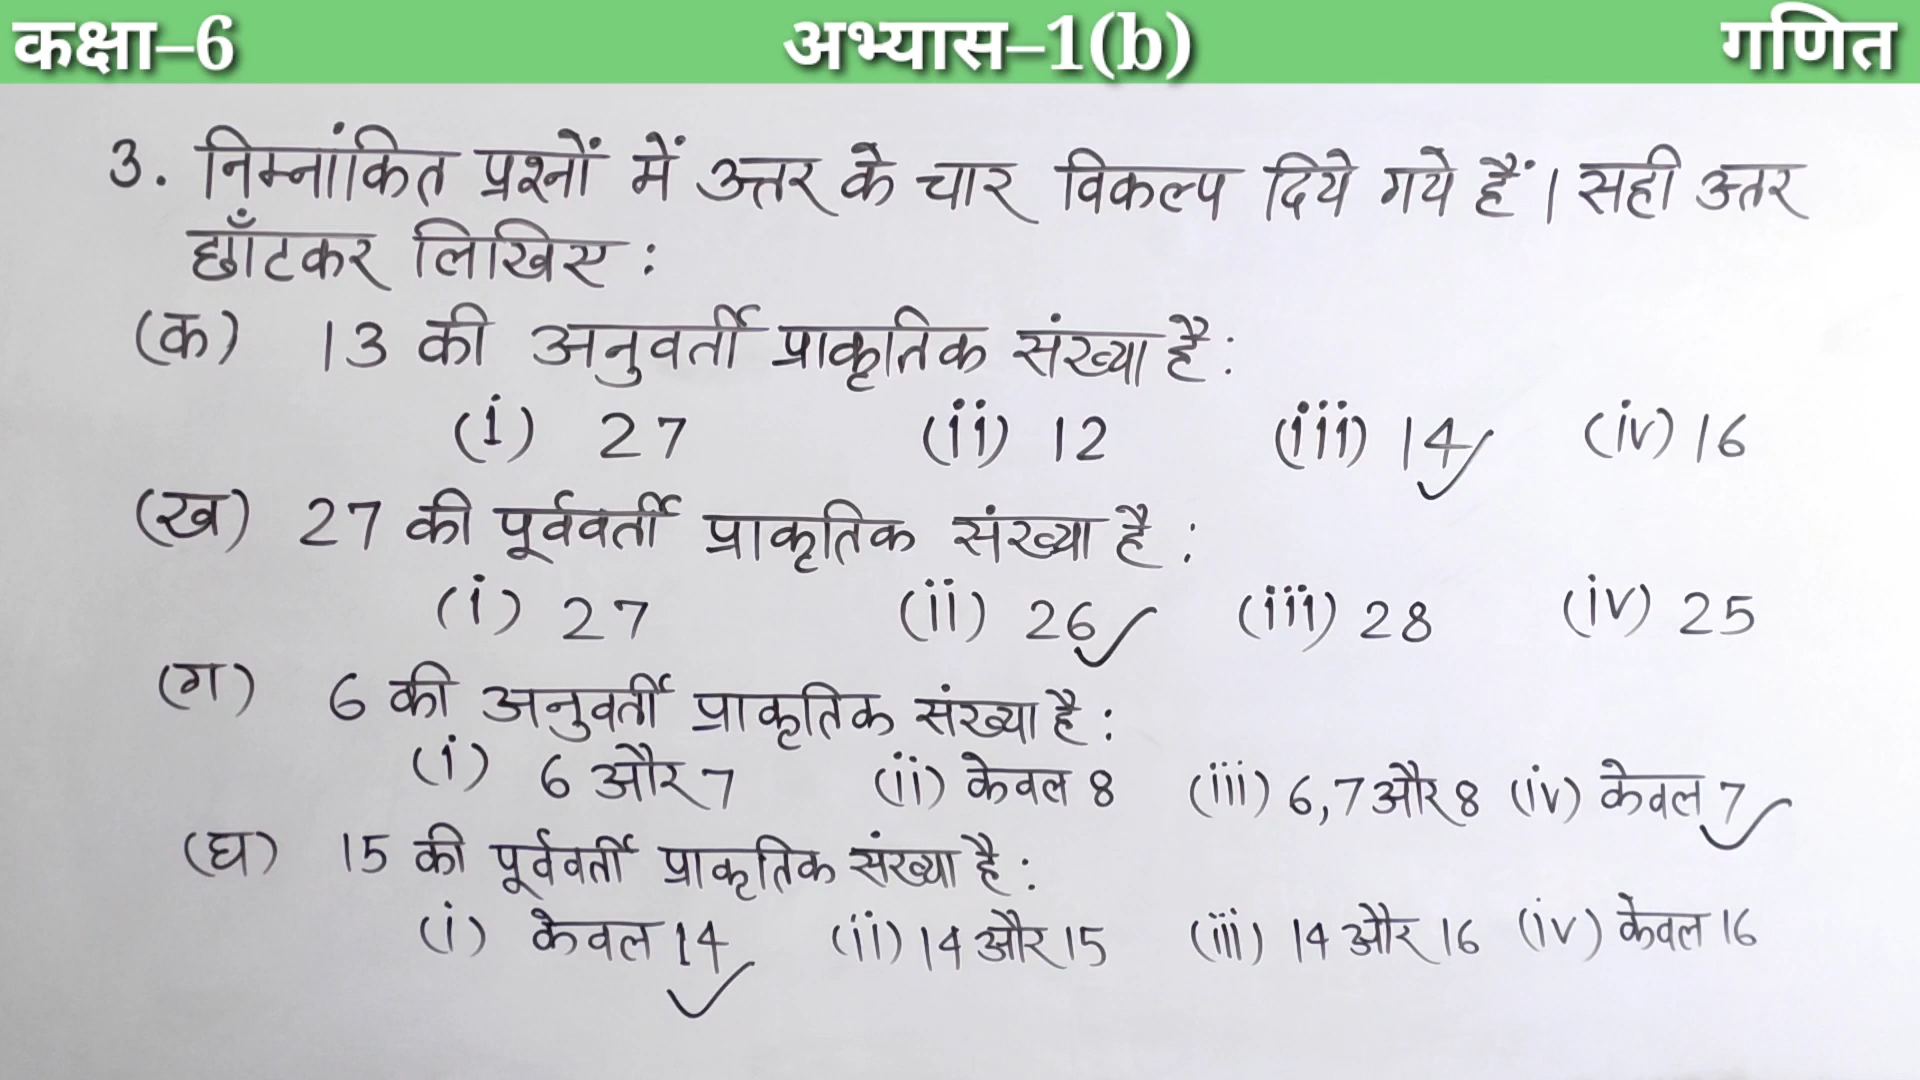 कक्षा–6 अभ्यास–1(b) गणित
3. निम्नांकित प्रश्नों में उत्तर के चार विकल्प दिये गये हैं। सही उत्तर
छाँटकर लिखिए :
(क) 13 की अनुवर्ती प्राकृतिक संख्या है :
(i) 27 (ii) 12 (iii) 14 (iv) 16
(ख) 27 की पूर्ववर्ती प्राकृतिक संख्या है :
(i) 27 (ii) 26 (iii) 28 (iv) 25
(ग) 6 की अनुवर्ती प्राकृतिक संख्या है :
(i) 6 और 7 (ii) केवल 8 (iii) 6,7 और 8 (iv) केवल 7
(घ) 15 की पूर्ववर्ती प्राकृतिक संख्या है :
(i) केवल 14 (ii) 14 और 15 (iii) 14 और 16 (iv) केवल 16